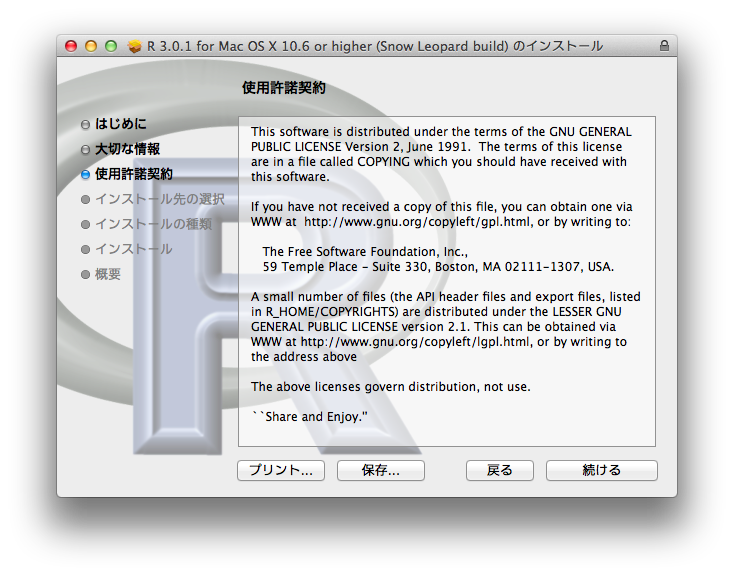 R 3.0.1 for Mac OS X 10.6 or higher (Snow Leopard build) のインストール
使用許諾契約
はじめに
大切な情報
使用許諾契約
インストール先の選択
インストールの種類
インストール
概要
This software is distributed under the terms of the GNU GENERAL
PUBLIC LICENSE Version 2, June 1991.  The terms of this license
are in a file called COPYING which you should have received with
this software.
If you have not received a copy of this file, you can obtain one via
WWW at  http://www.gnu.org/copyleft/gpl.html, or by writing to:
The Free Software Foundation, Inc.,
59 Temple Place - Suite 330, Boston, MA 02111-1307, USA.
A small number of files (the API header files and export files, listed
in R_HOME/COPYRIGHTS) are distributed under the LESSER GNU
GENERAL PUBLIC LICENSE version 2.1. This can be obtained via
WWW at http://www.gnu.org/copyleft/lgpl.html, or by writing to
the address above
The above licenses govern distribution, not use.
``Share and Enjoy.''
プリント...
保存...
戻る
続ける